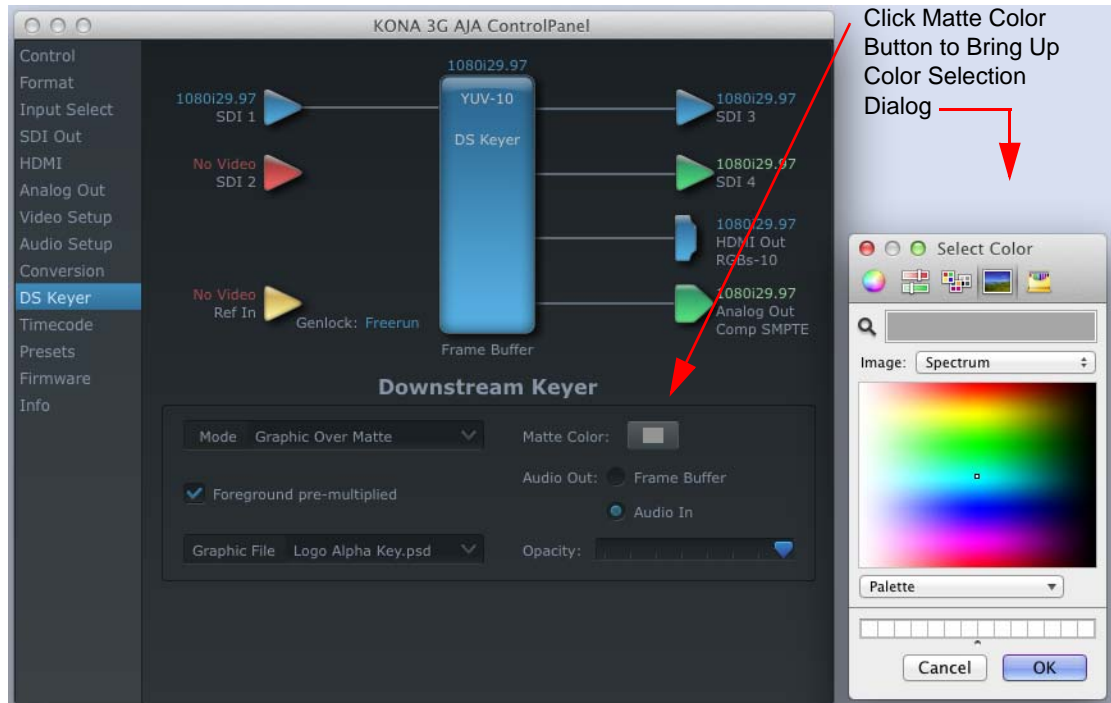 KONA 3G AJA ControlPanel
Control
Format
Input Select
SDI Out
HDMI
Analog Out
Video Setup
Audio Setup
Conversion
DS Keyer
Timecode
Presets
Firmware
Info
1080i29.97
1080i29.97
SDI 1
YUV-10
DS Keyer
1080i29.97
SDI 3
No Video
SDI 2
1080i29.97
SDI 4
1080i29.97
HDMI Out
RGBs-10
No Video
Ref In
Genlock: Freerun
1080i29.97
Analog Out
Comp SMPTE
Frame Buffer
Downstream Keyer
Mode Graphic Over Matte
Matte Color:
Foreground pre-multiplied
Audio Out: Frame Buffer
Audio In
Graphic File Logo Alpha Key.psd
Opacity:
Click Matte Color
Button to Bring Up
Color Selection
Dialog
Select Color
Image: Spectrum
Palette
Cancel OK